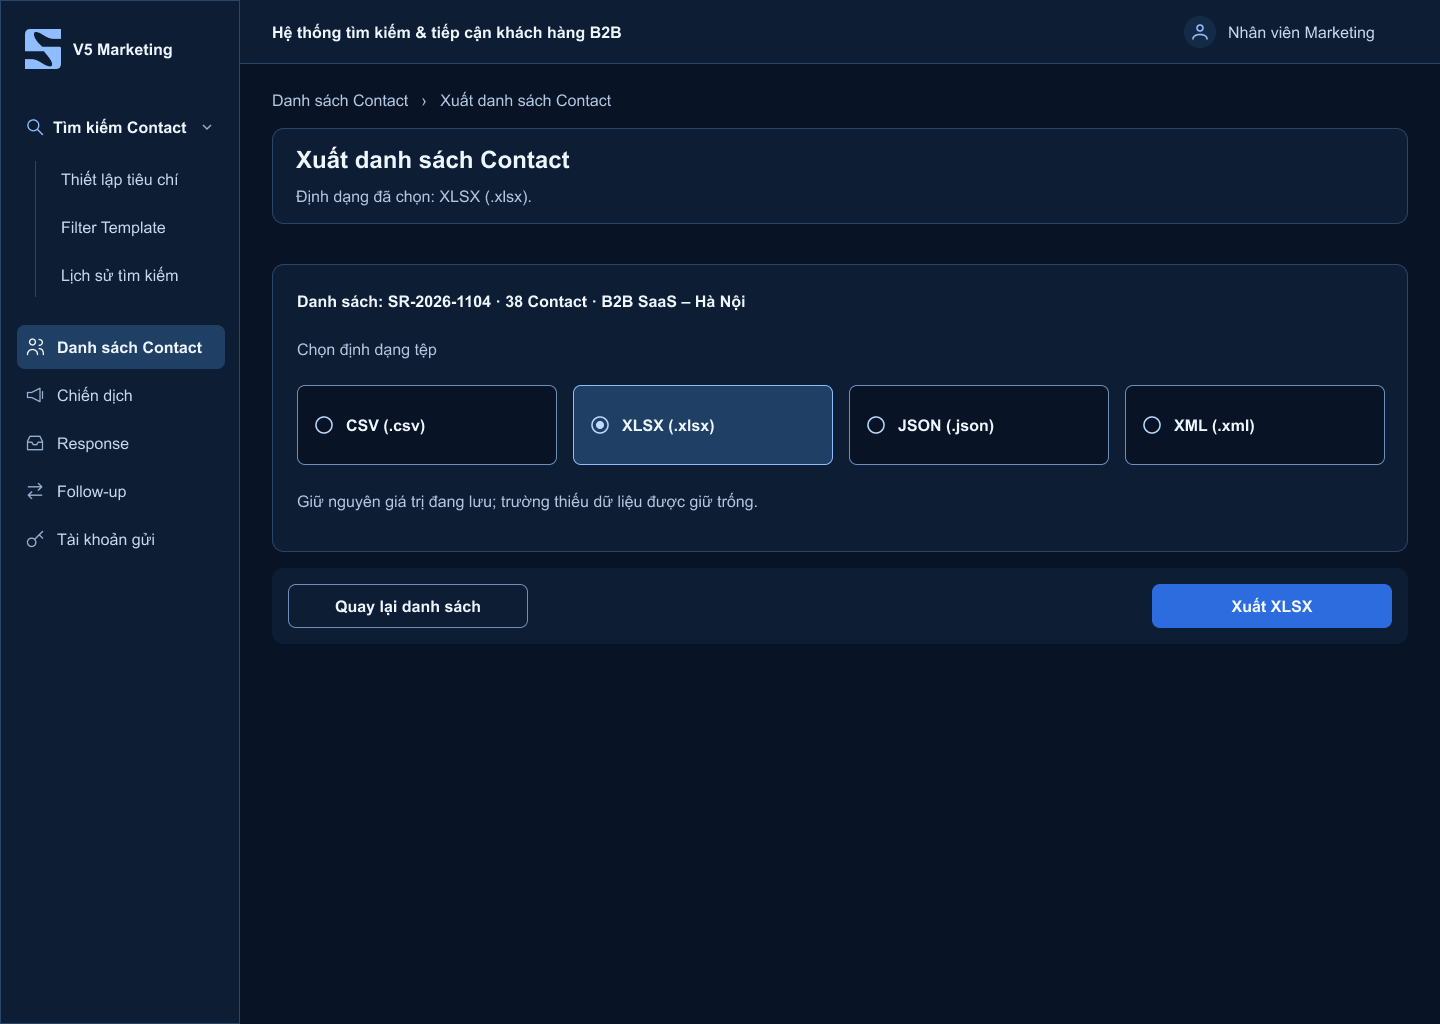 V5 Marketing
Hệ thống tìm kiếm & tiếp cận khách hàng B2B
Nhân viên Marketing
Tìm kiếm Contact
Thiết lập tiêu chí
Filter Template
Lịch sử tìm kiếm
Danh sách Contact
Chiến dịch
Response
Follow-up
Tài khoản gửi
Danh sách Contact › Xuất danh sách Contact
Xuất danh sách Contact
Định dạng đã chọn: XLSX (.xlsx).
Danh sách: SR-2026-1104 · 38 Contact · B2B SaaS – Hà Nội
Chọn định dạng tệp
CSV (.csv)
XLSX (.xlsx)
JSON (.json)
XML (.xml)
Giữ nguyên giá trị đang lưu; trường thiếu dữ liệu được giữ trống.
Quay lại danh sách
Xuất XLSX